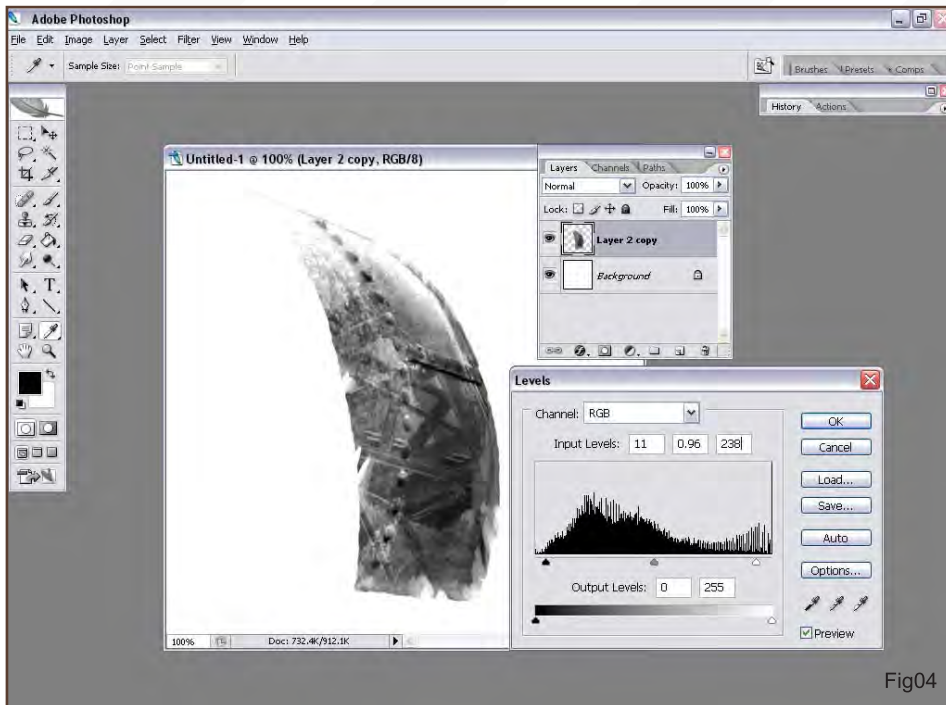 Adobe Photoshop
File Edit Image Layer Select Filter View Window Help
Sample Size: Point Sample
Brushes Presets Comps
History Actions
Untitled-1 @ 100% (Layer 2 copy, RGB/8)
Layers Channels Paths
Normal Opacity: 100%
Lock: Fill: 100%
Layer 2 copy
Background
Levels
Channel: RGB
Input Levels: 11 0.96 238
OK
Cancel
Load...
Save...
Auto
Options...
Output Levels: 0 255
Preview
100% Doc: 732.4K/912.1K
Fig04